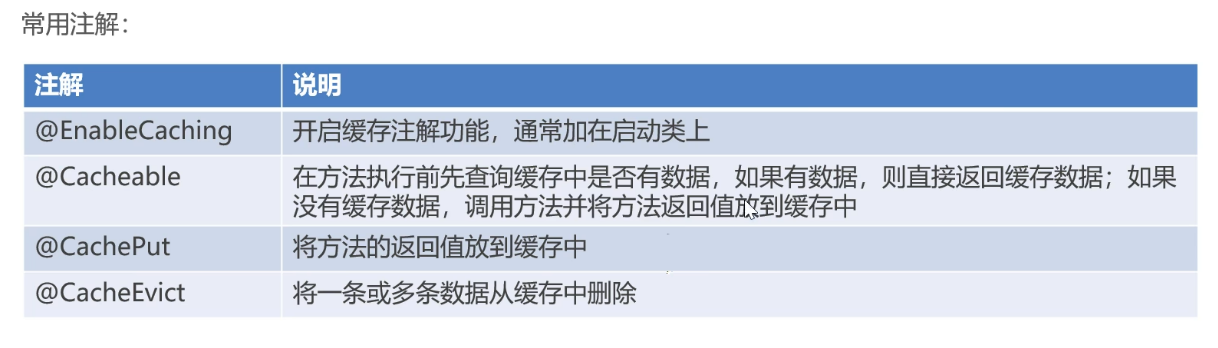 常用注解：
注解 说明
@EnableCaching 开启缓存注解功能，通常加在启动类上
@Cacheable 在方法执行前先查询缓存中是否有数据，如果有数据，则直接返回缓存数据；如果
没有缓存数据，调用方法并将方法返回值放到缓存中
@CachePut 将方法的返回值放到缓存中
@CacheEvict 将一条或多条数据从缓存中删除